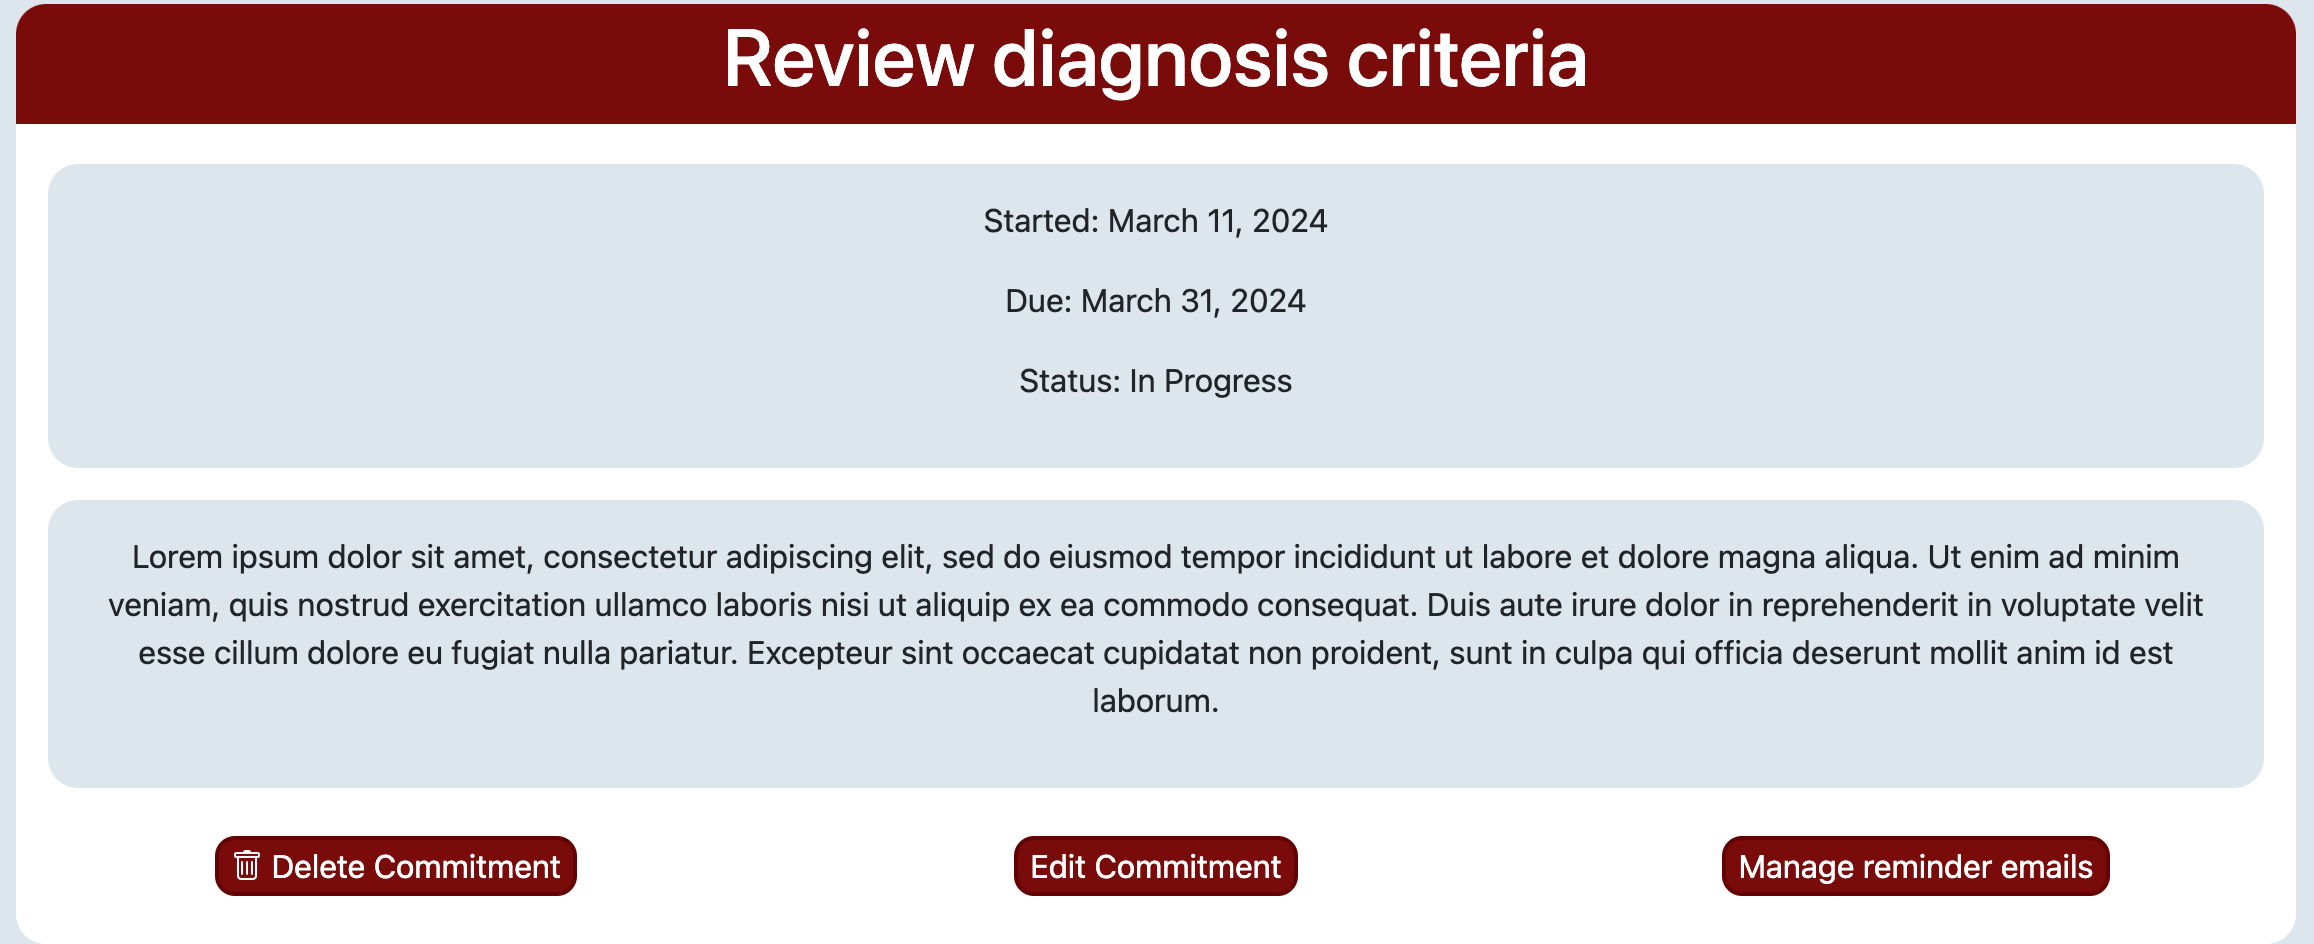 Review diagnosis criteria
Started: March 11, 2024
Due: March 31, 2024
Status: In Progress
Lorem ipsum dolor sit amet, consectetur adipiscing elit, sed do eiusmod tempor incididunt ut labore et dolore magna aliqua. Ut enim ad minim
veniam, quis nostrud exercitation ullamco laboris nisi ut aliquip ex ea commodo consequat. Duis aute irure dolor in reprehenderit in voluptate velit
esse cillum dolore eu fugiat nulla pariatur. Excepteur sint occaecat cupidatat non proident, sunt in culpa qui officia deserunt mollit anim id est
laborum.
Delete Commitment
Edit Commitment
Manage reminder emails